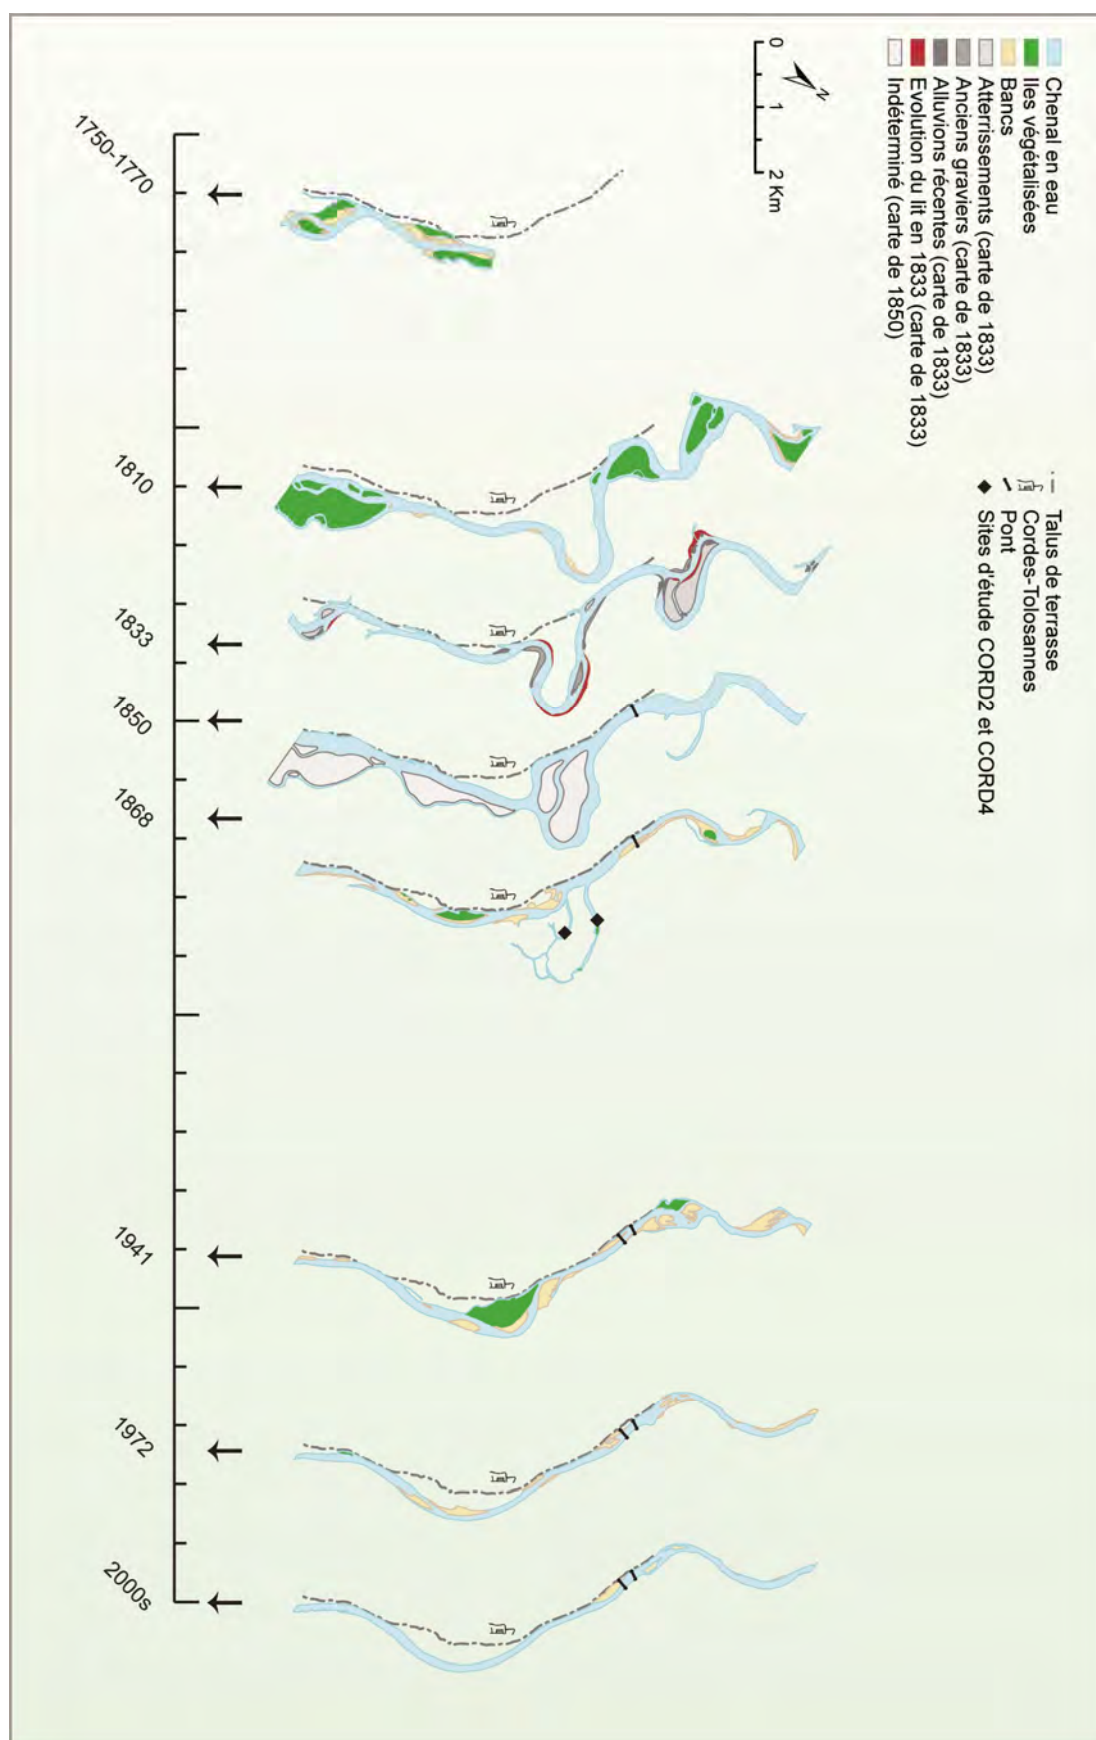 Chenal en eau
Iles végétalisées
Bancs
Atterrissements (carte de 1833)
Anciens graviers (carte de 1833)
Alluvions récentes (carte de 1833)
Evolution du lit en 1833 (carte de 1833)
Indéterminé (carte de 1850)
Talus de terrasse
Cordes-Tolosannes
Pont
Sites d'étude CORD2 et CORD4
N
0 1 2 Km
1750-1770
1810
1833
1850
1868
1941
1972
2000s